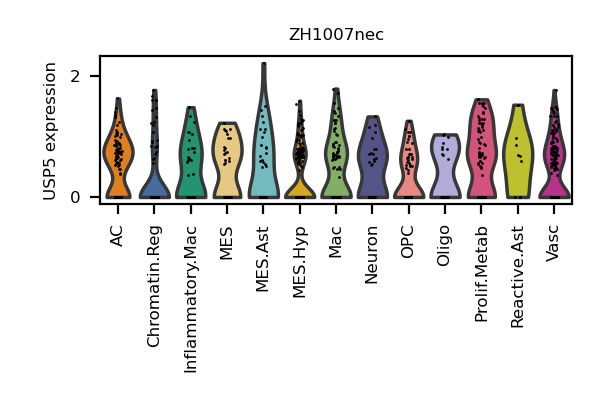 ZH1007nec
USP5 expression
2
0
AC
Chromatin.Reg
Inflammatory.Mac
MES
MES.Ast
MES.Hyp
Mac
Neuron
OPC
Oligo
Prolif.Metab
Reactive.Ast
Vasc